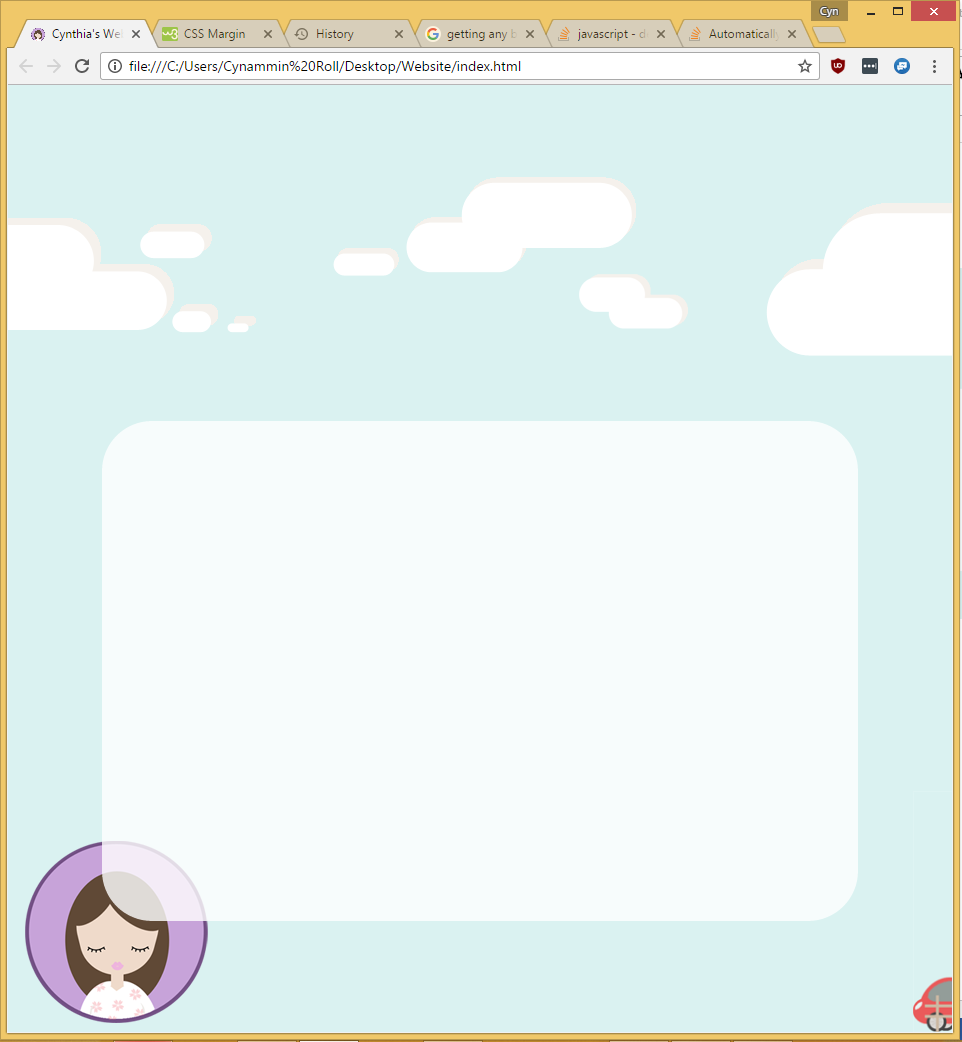 Cyn
Cynthia's We
CSS Margin
History
getting any b
javascript - d
Automatically
file:///C:/Users/Cynammin%20Roll/Desktop/Website/index.html